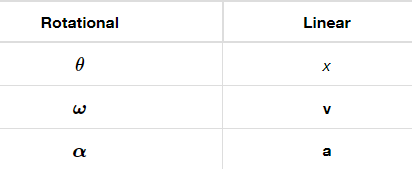 Rotational Linear
θ x
ω v
α a